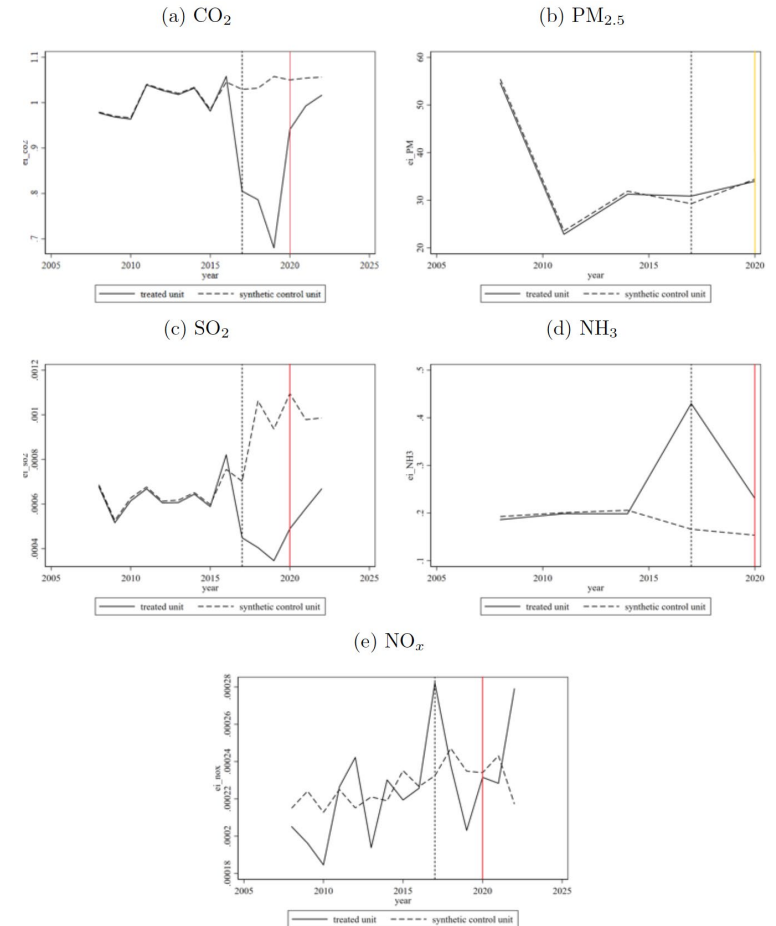 (a) CO₂
(b) PM₂.₅
1.1
1
.9
.8
.7
ei_co2
2005 2010 2015 2020 2025
year
treated unit synthetic control unit
60
50
40
30
20
ei_PM
2005 2010 2015 2020
year
treated unit synthetic control unit
(c) SO₂
(d) NH₃
.0012
.001
.0008
.0006
.0004
ei_so2
2005 2010 2015 2020 2025
year
treated unit synthetic control unit
.5
.4
.3
.2
.1
ei_NH3
2005 2010 2015 2020
year
treated unit synthetic control unit
(e) NOₓ
.00028
.00026
.00024
.00022
.0002
.00018
ei_nox
2005 2010 2015 2020 2025
year
treated unit synthetic control unit